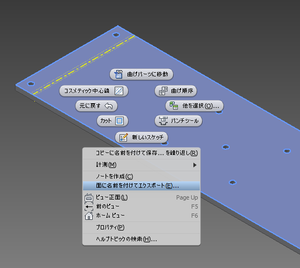 曲げパーツに移動
コスメティック中心線
曲げ順序
元に戻す
他を選択(O)...
カット
パンチツール
新しいスケッチ
コピーに名前を付けて保存... を繰り返し(R)
計測(M)
ノートを作成(C)
面に名前を付けてエクスポート(E)...
ビュー正面(L) Page Up
前のビュー F5
ホーム ビュー F6
プロパティ(P)
ヘルプトピックの検索(H)...